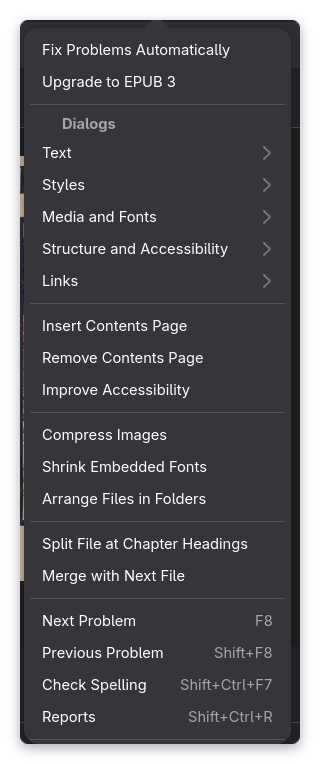 Fix Problems Automatically
Upgrade to EPUB 3
Dialogs
Text
Styles
Media and Fonts
Structure and Accessibility
Links
Insert Contents Page
Remove Contents Page
Improve Accessibility
Compress Images
Shrink Embedded Fonts
Arrange Files in Folders
Split File at Chapter Headings
Merge with Next File
Next Problem F8
Previous Problem Shift+F8
Check Spelling Shift+Ctrl+F7
Reports Shift+Ctrl+R